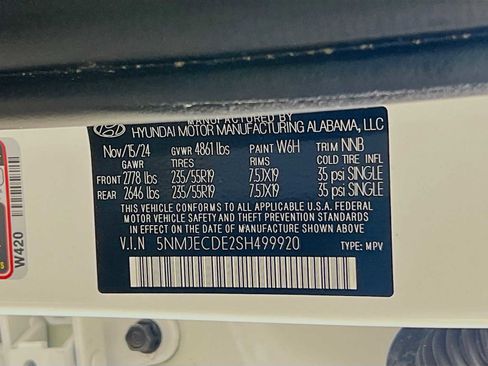 MANUFACTURED BY
HYUNDAI MOTOR MANUFACTURING ALABAMA, LLC
Nov/15/24 GVWR 4861 lbs PAINT W6H TRIM NNB
GAWR TIRES RIMS COLD TIRE INFL
FRONT 2778 lbs 235/55R19 7.5JX19 35 psi SINGLE
REAR 2646 lbs 235/55R19 7.5JX19 35 psi SINGLE
THIS VEHICLE CONFORMS TO ALL APPLICABLE U.S.A. FEDERAL
MOTOR VEHICLE SAFETY AND THEFT PREVENTION STANDARDS
IN EFFECT ON THE DATE OF MANUFACTURE SHOWN ABOVE.
V.I.N 5NMJECDE2SH499920 TYPE: MPV
W420